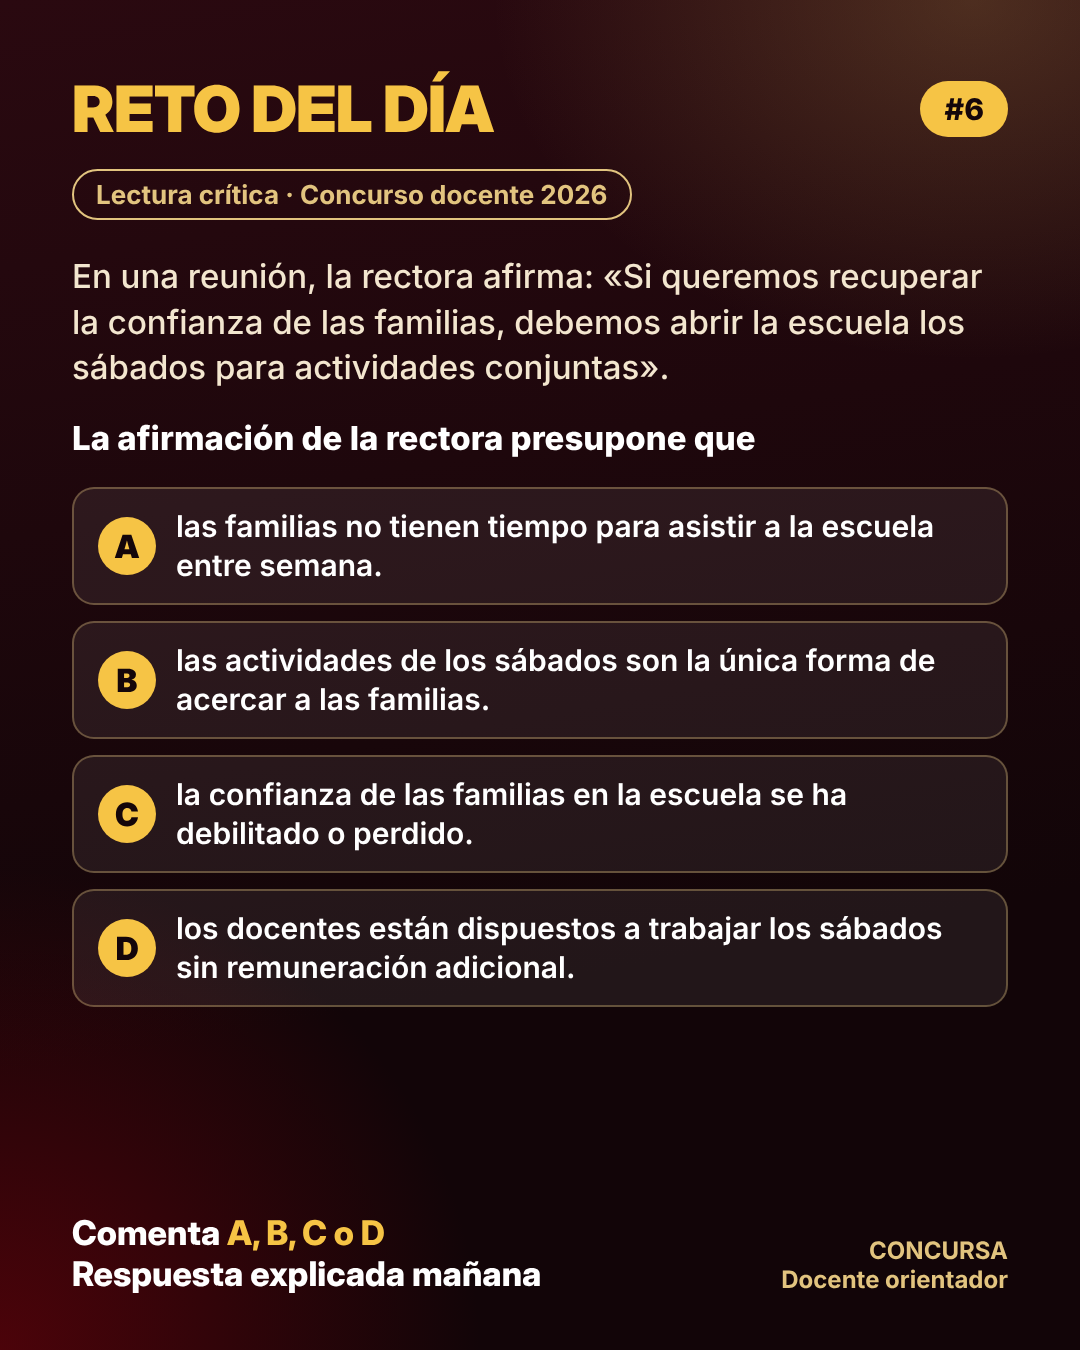 RETO DEL DÍA
#6
Lectura crítica · Concurso docente 2026
En una reunión, la rectora afirma: «Si queremos recuperar
la confianza de las familias, debemos abrir la escuela los
sábados para actividades conjuntas».
La afirmación de la rectora presupone que
A
las familias no tienen tiempo para asistir a la escuela
entre semana.
B
las actividades de los sábados son la única forma de
acercar a las familias.
C
la confianza de las familias en la escuela se ha
debilitado o perdido.
D
los docentes están dispuestos a trabajar los sábados
sin remuneración adicional.
Comenta A, B, C o D
Respuesta explicada mañana
CONCURSA
Docente orientador